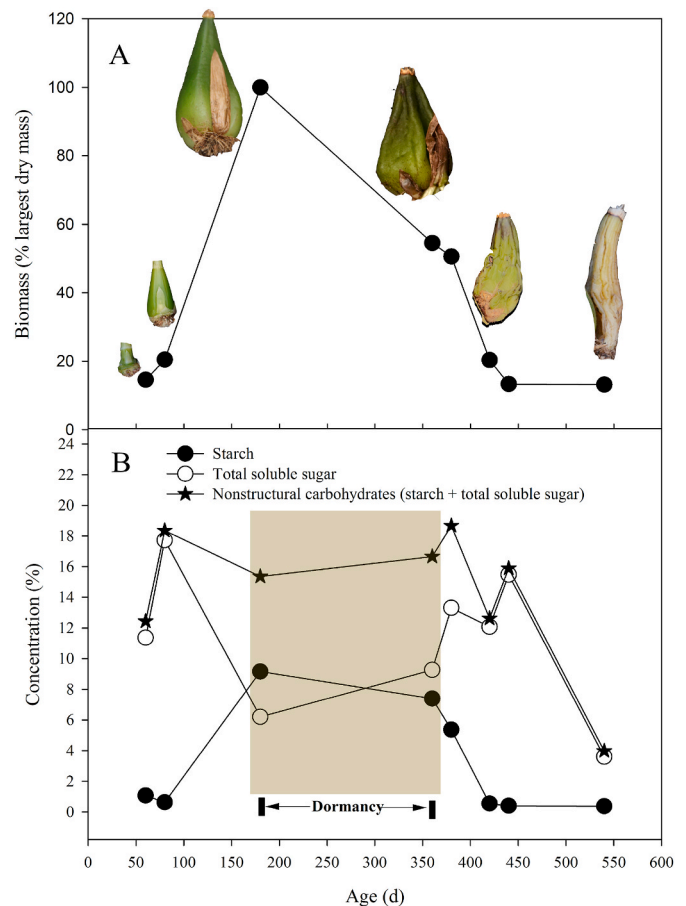 120
A
100
80
60
40
20
0
Biomass (% largest dry mass)
24
22
20
18
16
14
12
10
8
6
4
2
0
Concentration (%)
B
Starch
Total soluble sugar
Nonstructural carbohydrates (starch + total soluble sugar)
Dormancy
0 50 100 150 200 250 300 350 400 450 500 550 600
Age (d)